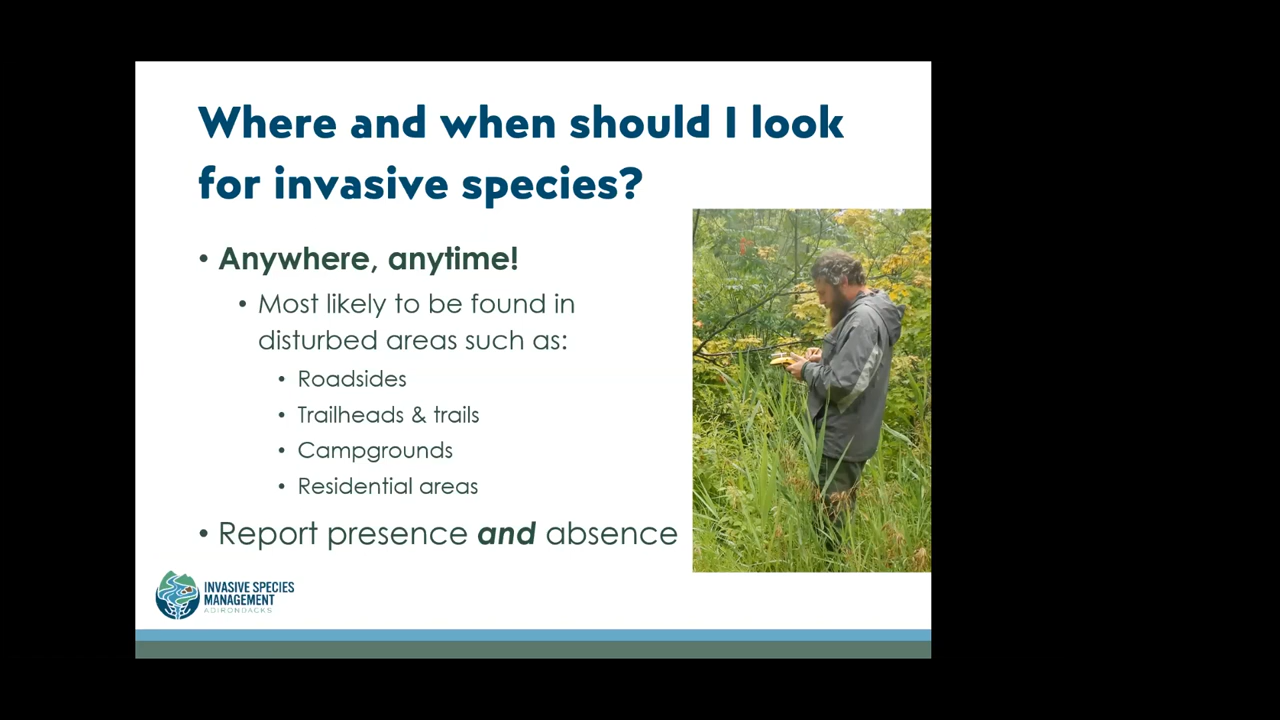 Where and when should I look
for invasive species?
• Anywhere, anytime!
• Most likely to be found in
disturbed areas such as:
• Roadsides
• Trailheads & trails
• Campgrounds
• Residential areas
• Report presence and absence
INVASIVE SPECIES
MANAGEMENT
ADIRONDACKS